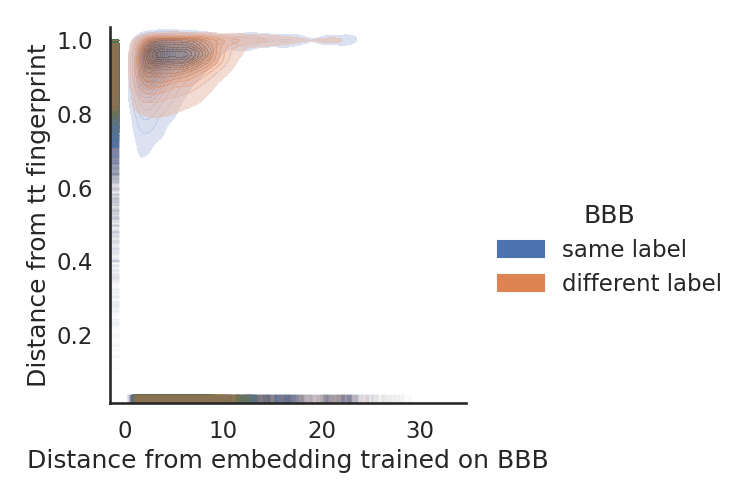 Distance from tt fingerprint
1.0
0.8
0.6
0.4
0.2
0
10
20
30
Distance from embedding trained on BBB
BBB
same label
different label